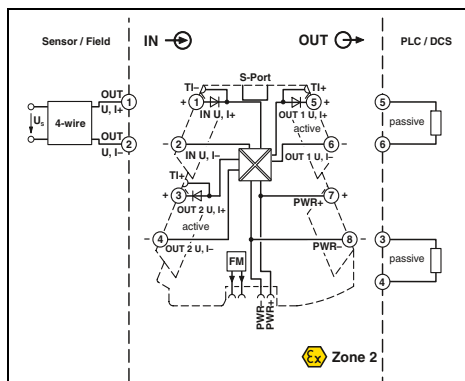 Sensor / Field
IN
OUT
PLC / DCS
S-Port
TI–
TI+
+
1
5
+
IN U, I+
OUT 1 U, I+
active
OUT
U, I+
1
4-wire
Us
OUT
U, I–
2
–
2
IN U, I–
6
–
OUT 1 U, I–
TI+
+
3
OUT 2 U, I+
active
7
+
PWR+
–
4
OUT 2 U, I–
8
–
PWR–
FM
PWR–
PWR+
5
passive
6
3
passive
4
Ex
Zone 2